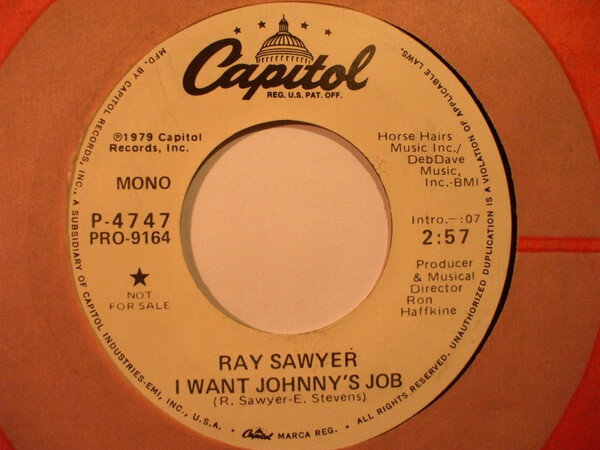 Capitol
REG. U.S. PAT. OFF.
℗1979 Capitol
Records, Inc.
MONO
P-4747
PRO-9164
★
NOT
FOR SALE
Horse Hairs
Music Inc./
DebDave
Music,
Inc.-BMI
Intro.—:07
2:57
Producer
& Musical
Director
Ron
Haffkine
RAY SAWYER
I WANT JOHNNY'S JOB
(R. Sawyer-E. Stevens)
MFD. BY CAPITOL RECORDS, INC., A SUBSIDIARY OF CAPITOL INDUSTRIES-EMI, INC., U.S.A. • Capitol MARCA REG. • ALL RIGHTS RESERVED. UNAUTHORIZED DUPLICATION IS A VIOLATION OF APPLICABLE LAWS.